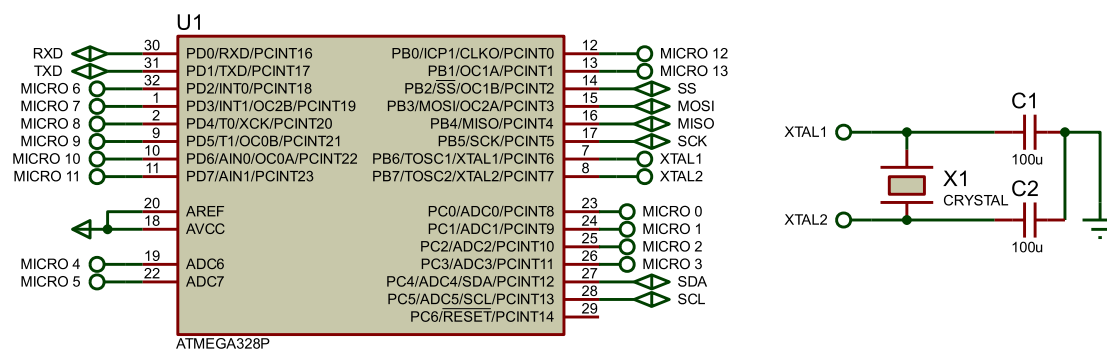 U1
RXD 30 PD0/RXD/PCINT16 PB0/ICP1/CLKO/PCINT0 12 MICRO 12
TXD 31 PD1/TXD/PCINT17 PB1/OC1A/PCINT1 13 MICRO 13
MICRO 6 32 PD2/INT0/PCINT18 PB2/SS/OC1B/PCINT2 14 SS
MICRO 7 1 PD3/INT1/OC2B/PCINT19 PB3/MOSI/OC2A/PCINT3 15 MOSI
MICRO 8 2 PD4/T0/XCK/PCINT20 PB4/MISO/PCINT4 16 MISO
MICRO 9 9 PD5/T1/OC0B/PCINT21 PB5/SCK/PCINT5 17 SCK
MICRO 10 10 PD6/AIN0/OC0A/PCINT22 PB6/TOSC1/XTAL1/PCINT6 7 XTAL1
MICRO 11 11 PD7/AIN1/PCINT23 PB7/TOSC2/XTAL2/PCINT7 8 XTAL2
20 AREF PC0/ADC0/PCINT8 23 MICRO 0
18 AVCC PC1/ADC1/PCINT9 24 MICRO 1
PC2/ADC2/PCINT10 25 MICRO 2
MICRO 4 19 ADC6 PC3/ADC3/PCINT11 26 MICRO 3
MICRO 5 22 ADC7 PC4/ADC4/SDA/PCINT12 27 SDA
PC5/ADC5/SCL/PCINT13 28 SCL
PC6/RESET/PCINT14 29
ATMEGA328P
C1
XTAL1
100u
X1
CRYSTAL
C2
XTAL2
100u